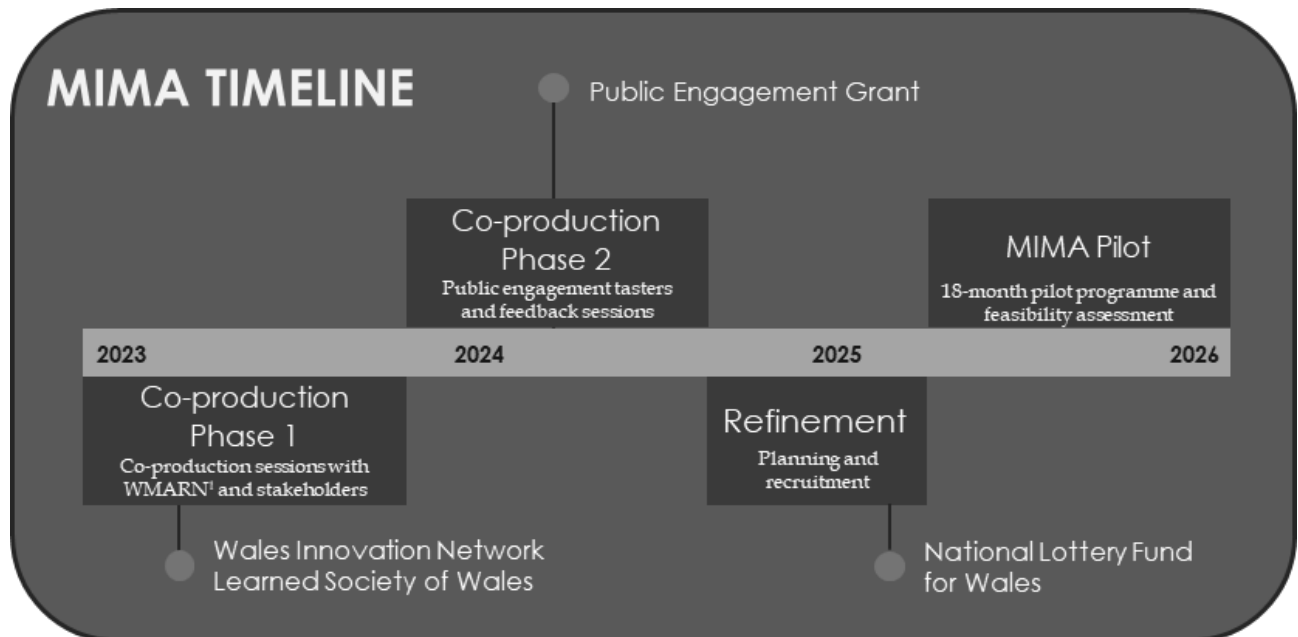 MIMA TIMELINE
Public Engagement Grant
Co-production
Phase 2
Public engagement tasters
and feedback sessions
MIMA Pilot
18-month pilot programme and
feasibility assessment
2023 2024 2025 2026
Co-production
Phase 1
Co-production sessions with
WMARN¹ and stakeholders
Refinement
Planning and
recruitment
Wales Innovation Network
Learned Society of Wales
National Lottery Fund
for Wales